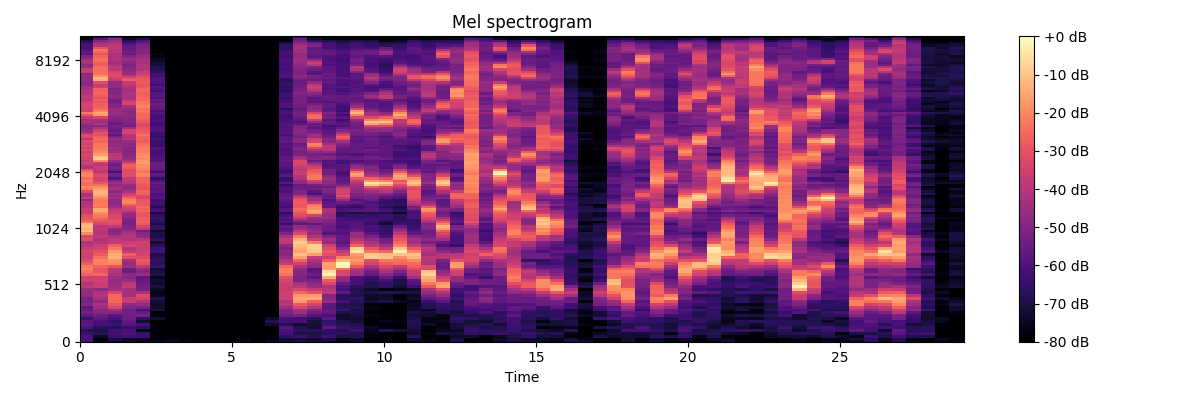 Mel spectrogram
Hz
8192
4096
2048
1024
512
0
0 5 10 15 20 25
Time
+0 dB
-10 dB
-20 dB
-30 dB
-40 dB
-50 dB
-60 dB
-70 dB
-80 dB